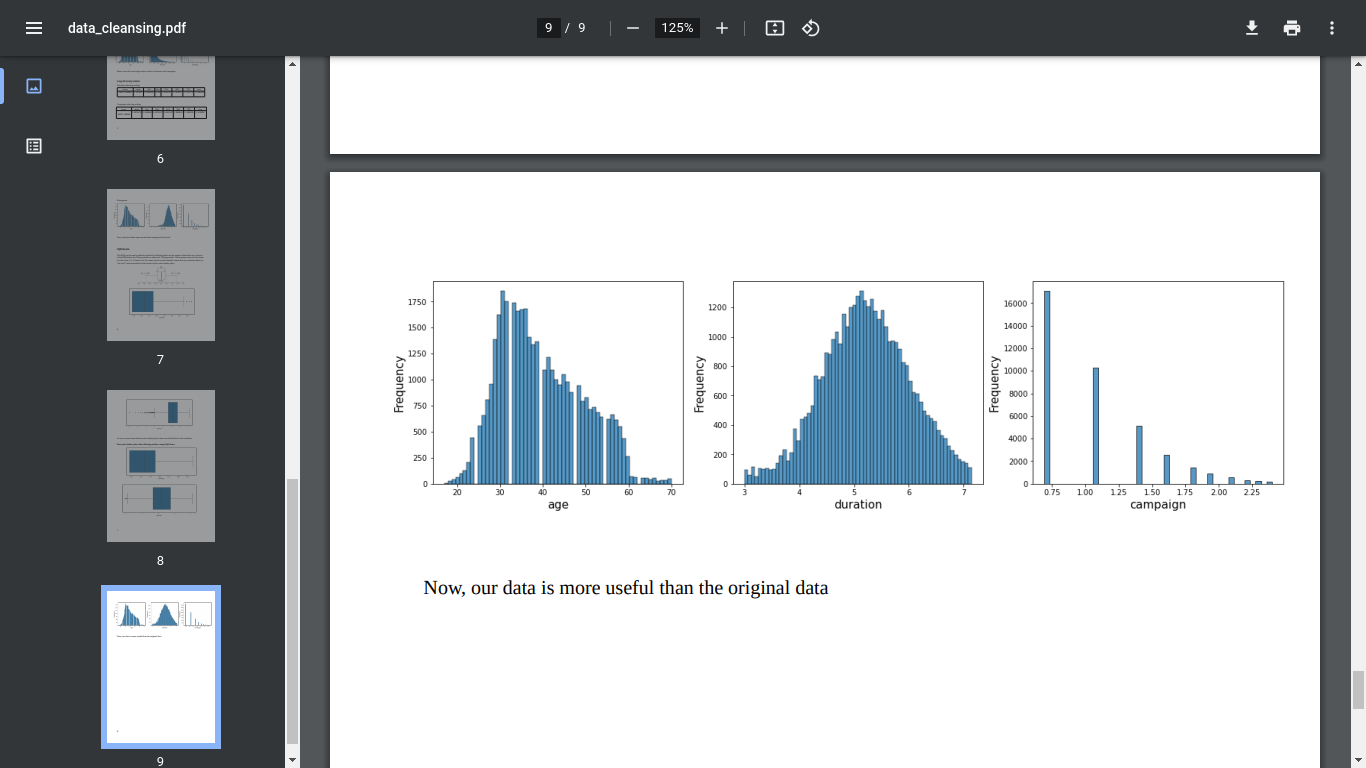 data_cleansing.pdf
9 / 9
125%
6
7
8
9
1750
1500
1250
1000
750
500
250
0
20 30 40 50 60 70
Frequency
age
1200
1000
800
600
400
200
0
3 4 5 6 7
Frequency
duration
16000
14000
12000
10000
8000
6000
4000
2000
0
0.75 1.00 1.25 1.50 1.75 2.00 2.25
Frequency
campaign
Now, our data is more useful than the original data